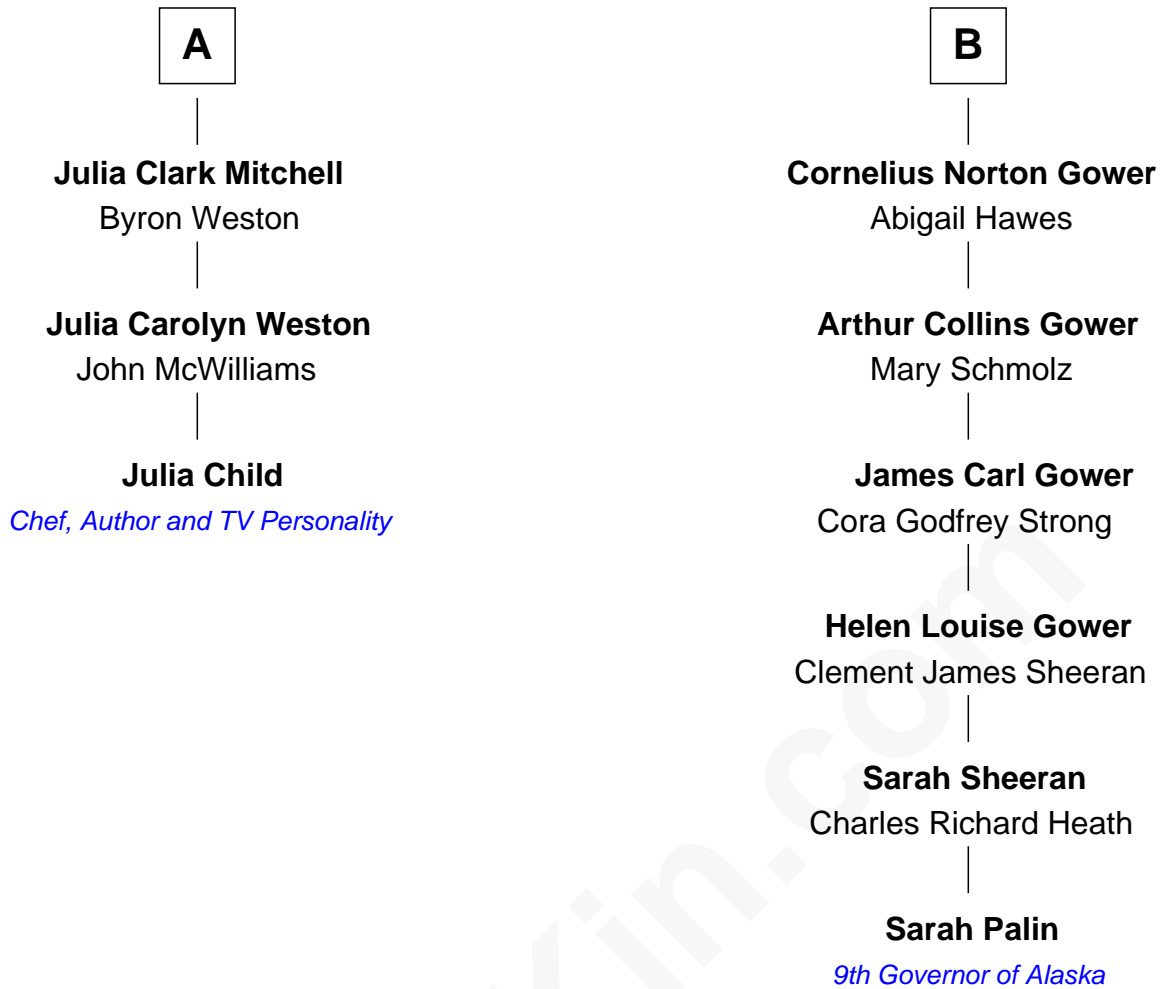 A
Julia Clark Mitchell
Byron Weston
Julia Carolyn Weston
John McWilliams
Julia Child
Chef, Author and TV Personality
B
Cornelius Norton Gower
Abigail Hawes
Arthur Collins Gower
Mary Schmolz
James Carl Gower
Cora Godfrey Strong
Helen Louise Gower
Clement James Sheeran
Sarah Sheeran
Charles Richard Heath
Sarah Palin
9th Governor of Alaska